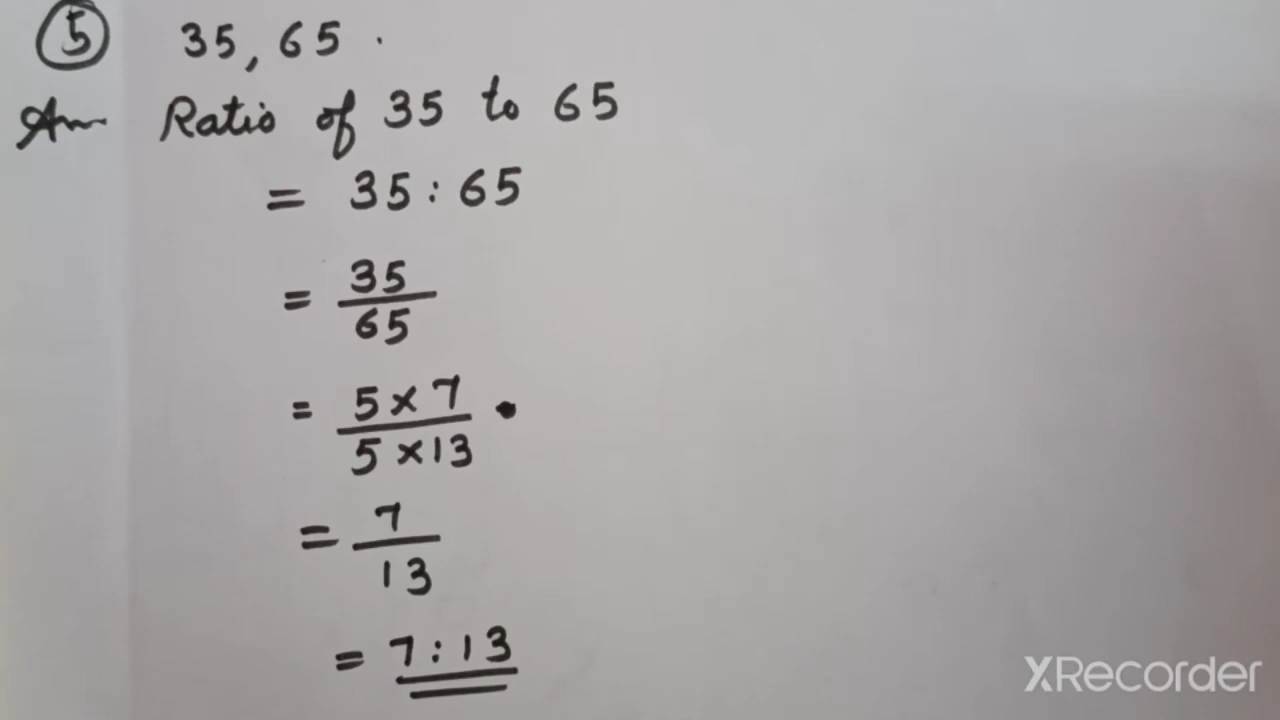 ⑤ 35, 65 .
Ans Ratio of 35 to 65
= 35 : 65
= 35/65
= 5 × 7 / 5 × 13
= 7/13
= 7 : 13
XRecorder